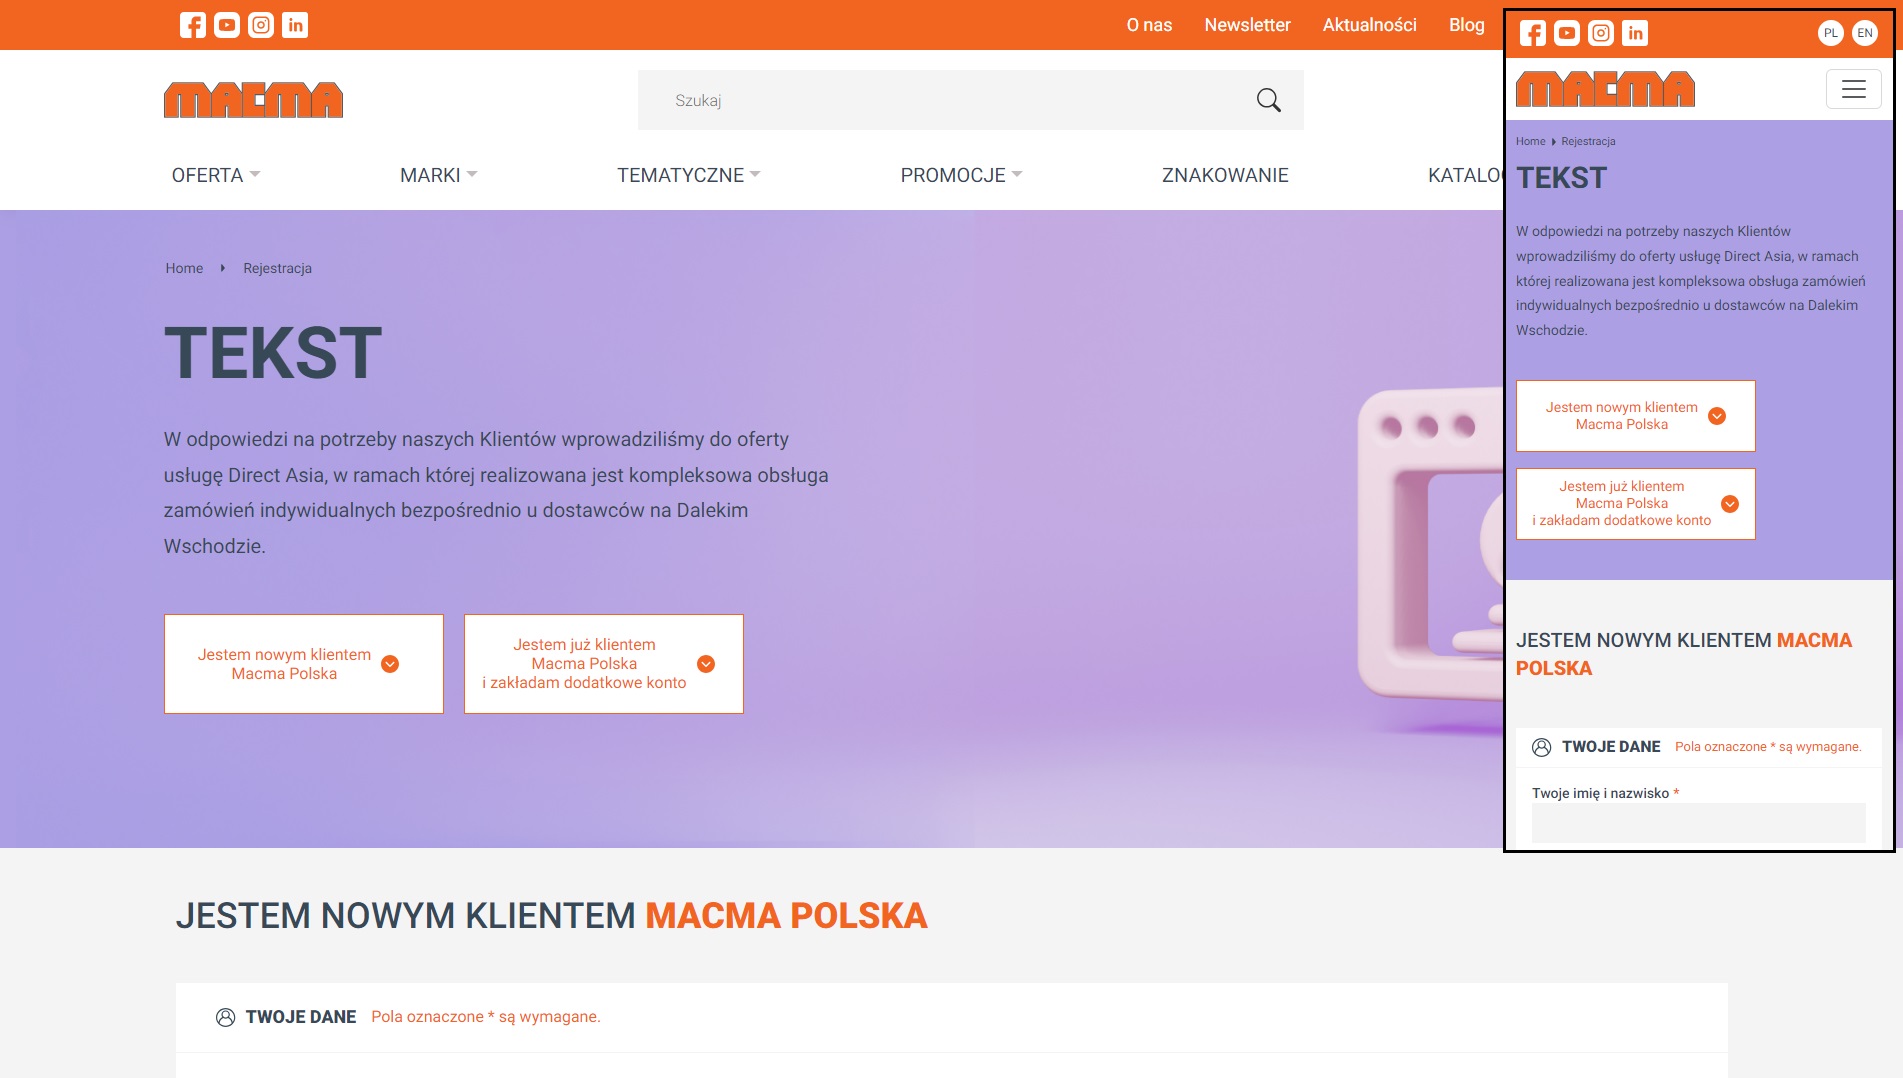 O nas Newsletter Aktualności Blog
MACMA
Szukaj
OFERTA MARKI TEMATYCZNE PROMOCJE ZNAKOWANIE
Home Rejestracja
TEKST
W odpowiedzi na potrzeby naszych Klientów wprowadziliśmy do oferty
usługę Direct Asia, w ramach której realizowana jest kompleksowa obsługa
zamówień indywidualnych bezpośrednio u dostawców na Dalekim
Wschodzie.
Jestem nowym klientem
Macma Polska
Jestem już klientem
Macma Polska
i zakładam dodatkowe konto
JESTEM NOWYM KLIENTEM MACMA POLSKA
TWOJE DANE Pola oznaczone * są wymagane.
PL EN
MACMA
Home Rejestracja
TEKST
W odpowiedzi na potrzeby naszych Klientów
wprowadziliśmy do oferty usługę Direct Asia, w ramach
której realizowana jest kompleksowa obsługa zamówień
indywidualnych bezpośrednio u dostawców na Dalekim
Wschodzie.
Jestem nowym klientem
Macma Polska
Jestem już klientem
Macma Polska
i zakładam dodatkowe konto
JESTEM NOWYM KLIENTEM MACMA
POLSKA
TWOJE DANE Pola oznaczone * są wymagane.
Twoje imię i nazwisko *